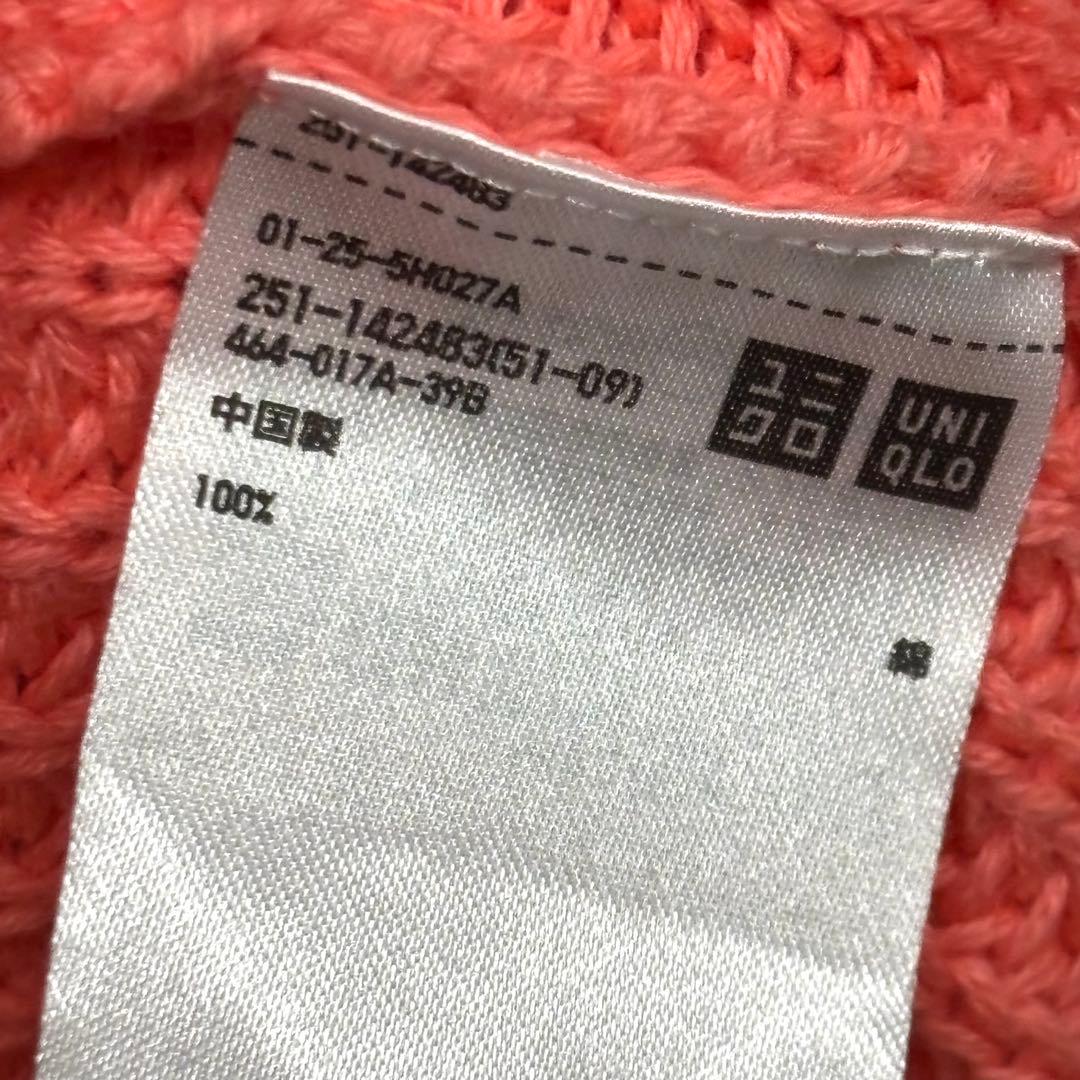 251-142483
01-25-5H027A
251-142483(51-09)
464-017A-39B
ユニ
クロ
UNI
QLO
中国製
100%
綿